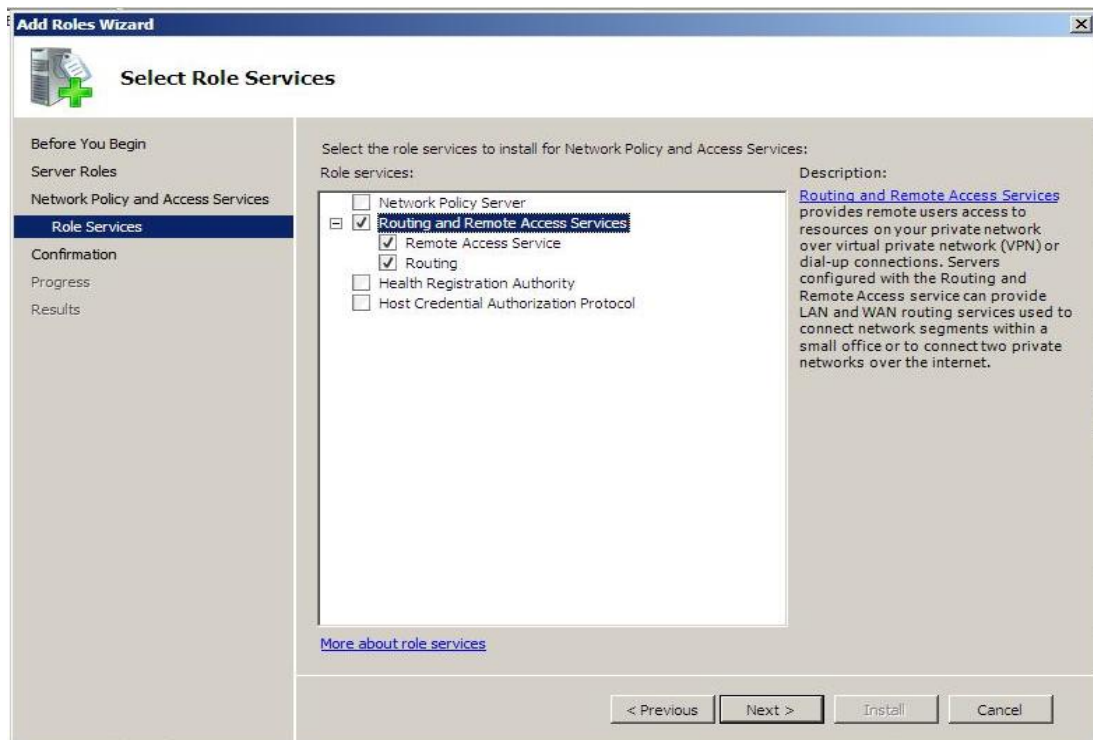 Add Roles Wizard
Select Role Services
Before You Begin
Server Roles
Network Policy and Access Services
Role Services
Confirmation
Progress
Results
Select the role services to install for Network Policy and Access Services:
Role services:
Network Policy Server
Routing and Remote Access Services
Remote Access Service
Routing
Health Registration Authority
Host Credential Authorization Protocol
More about role services
Description:
Routing and Remote Access Services
provides remote users access to
resources on your private network
over virtual private network (VPN) or
dial-up connections. Servers
configured with the Routing and
Remote Access service can provide
LAN and WAN routing services used to
connect network segments within a
small office or to connect two private
networks over the internet.
< Previous
Next >
Install
Cancel